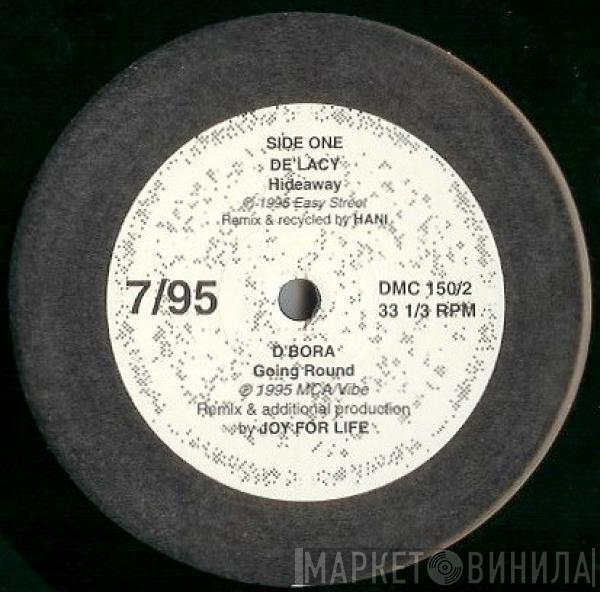 SIDE ONE
DE'LACY
Hideaway
℗ 1995 Easy Street
Remix & recycled by HANI
7/95
DMC 150/2
33 1/3 RPM
D'BORA
Going Round
℗ 1995 MCA/Vibe
Remix & additional production
by JOY FOR LIFE
МАРКЕТ ВИНИЛА